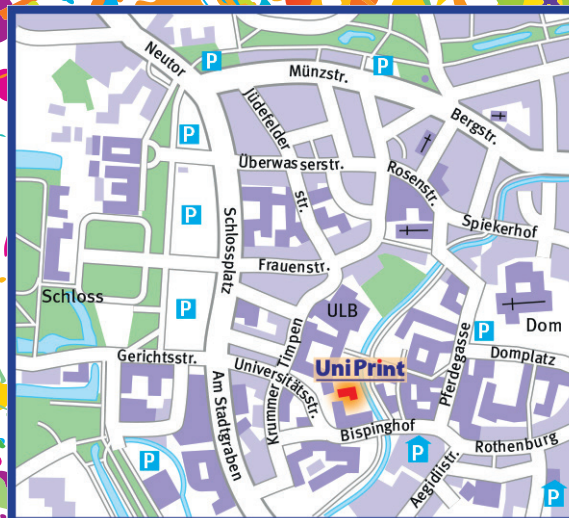 P
P
Neutor
Münzstr.
Jüdefelder
str.
P
Bergstr.
Überwasserstr.
Rosenstr.
P
Schlossplatz
Spiekerhof
Frauenstr.
Schloss
P
ULB
Dom
P
Gerichtsstr.
Krummer Timpen
Universitätsstr.
UniPrint
Pferdegasse
Domplatz
Am Stadtgraben
Bispinghof
Rothenburg
P
P
Aegidiistr.
P